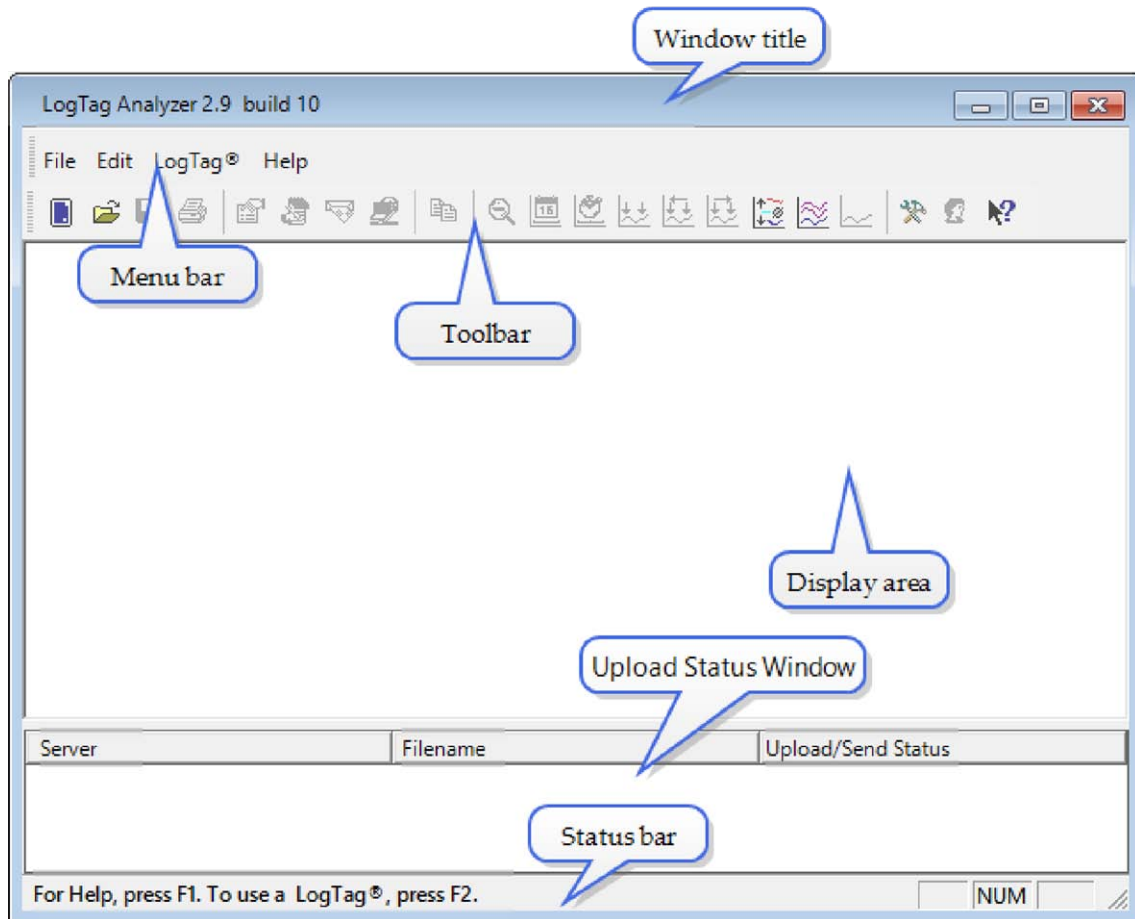 Window title
LogTag Analyzer 2.9 build 10
File Edit LogTag® Help
15
Menu bar
Toolbar
Display area
Upload Status Window
Server Filename Upload/Send Status
Status bar
For Help, press F1. To use a LogTag®, press F2. NUM